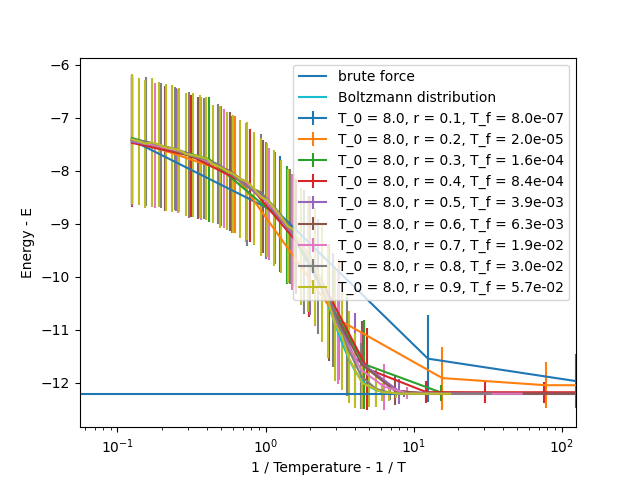 Energy - E
−6
−7
−8
−9
−10
−11
−12
brute force
Boltzmann distribution
T_0 = 8.0, r = 0.1, T_f = 8.0e-07
T_0 = 8.0, r = 0.2, T_f = 2.0e-05
T_0 = 8.0, r = 0.3, T_f = 1.6e-04
T_0 = 8.0, r = 0.4, T_f = 8.4e-04
T_0 = 8.0, r = 0.5, T_f = 3.9e-03
T_0 = 8.0, r = 0.6, T_f = 6.3e-03
T_0 = 8.0, r = 0.7, T_f = 1.9e-02
T_0 = 8.0, r = 0.8, T_f = 3.0e-02
T_0 = 8.0, r = 0.9, T_f = 5.7e-02
10⁻¹ 10⁰ 10¹ 10²
1 / Temperature - 1 / T